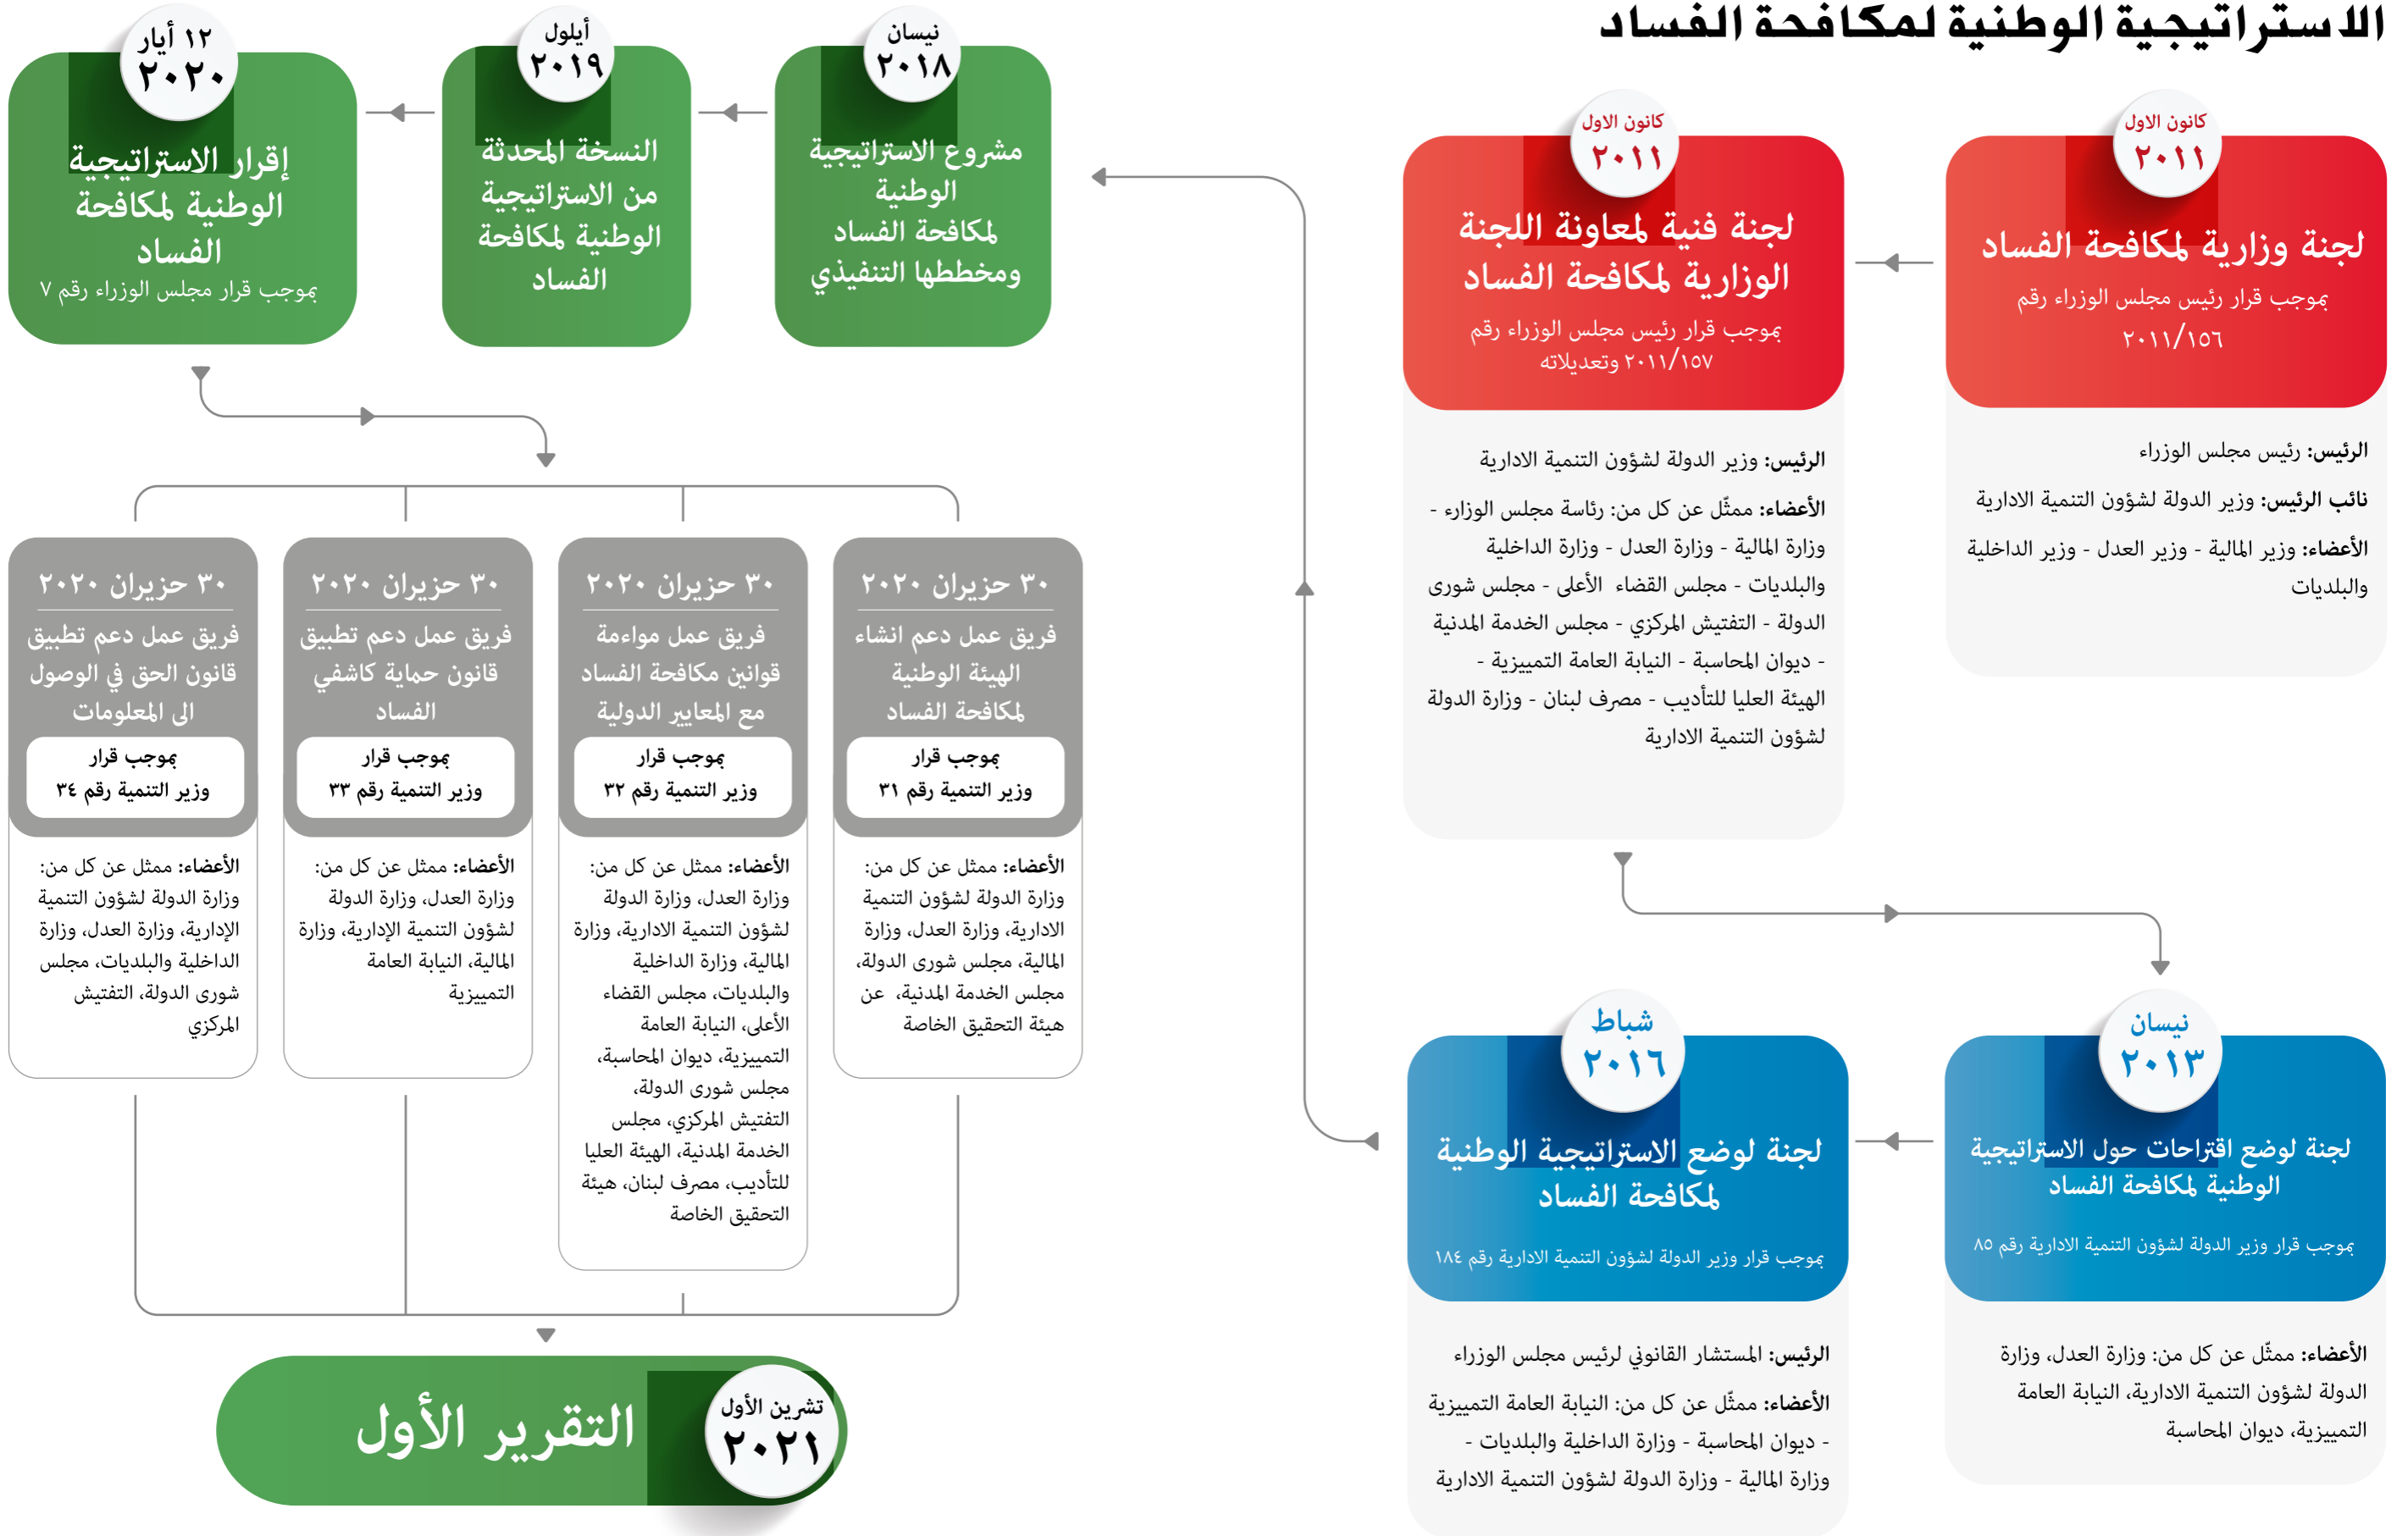 الاستراتيجية الوطنية لمكافحة الفساد
كانون الاول
٢٠١١
لجنة وزارية لمكافحة الفساد
بموجب قرار رئيس مجلس الوزراء رقم
٢٠١١/١٥٦
الرئيس: رئيس مجلس الوزراء
نائب الرئيس: وزير الدولة لشؤون التنمية الادارية
الأعضاء: وزير المالية - وزير العدل - وزير الداخلية
والبلديات
كانون الاول
٢٠١١
لجنة فنية لمعاونة اللجنة
الوزارية لمكافحة الفساد
بموجب قرار رئيس مجلس الوزراء رقم
٢٠١١/١٥٧ وتعديلاته
الرئيس: وزير الدولة لشؤون التنمية الادارية
الأعضاء: ممثّل عن كل من: رئاسة مجلس الوزارء -
وزارة المالية - وزارة العدل - وزارة الداخلية
والبلديات - مجلس القضاء الأعلى - مجلس شورى
الدولة - التفتيش المركزي - مجلس الخدمة المدنية
- ديوان المحاسبة - النيابة العامة التمييزية -
الهيئة العليا للتأديب - مصرف لبنان - وزارة الدولة
لشؤون التنمية الادارية
نيسان
٢٠١٣
لجنة لوضع اقتراحات حول الاستراتيجية
الوطنية لمكافحة الفساد
بموجب قرار وزير الدولة لشؤون التنمية الادارية رقم ٨٥
الأعضاء: ممثّل عن كل من: وزارة العدل، وزارة
الدولة لشؤون التنمية الادارية، النيابة العامة
التمييزية، ديوان المحاسبة
شباط
٢٠١٦
لجنة لوضع الاستراتيجية الوطنية
لمكافحة الفساد
بموجب قرار وزير الدولة لشؤون التنمية الادارية رقم ١٨٤
الرئيس: المستشار القانوني لرئيس مجلس الوزراء
الأعضاء: ممثّل عن كل من: النيابة العامة التمييزية
- ديوان المحاسبة - وزارة الداخلية والبلديات -
وزارة المالية - وزارة الدولة لشؤون التنمية الادارية
نيسان
٢٠١٨
مشروع الاستراتيجية
الوطنية
لمكافحة الفساد
ومخططها التنفيذي
أيلول
٢٠١٩
النسخة المحدثة
من الاستراتيجية
الوطنية لمكافحة
الفساد
١٢ أيار
٢٠٢٠
إقرار الاستراتيجية
الوطنية لمكافحة
الفساد
بموجب قرار مجلس الوزراء رقم ٧
٣٠ حزيران ٢٠٢٠
فريق عمل دعم انشاء
الهيئة الوطنية
لمكافحة الفساد
بموجب قرار
وزير التنمية رقم ٣١
الأعضاء: ممثل عن كل من:
وزارة الدولة لشؤون التنمية
الادارية، وزارة العدل، وزارة
المالية، مجلس شورى الدولة،
مجلس الخدمة المدنية، عن
هيئة التحقيق الخاصة
٣٠ حزيران ٢٠٢٠
فريق عمل مواءمة
قوانين مكافحة الفساد
مع المعايير الدولية
بموجب قرار
وزير التنمية رقم ٣٢
الأعضاء: ممثل عن كل من:
وزارة العدل، وزارة الدولة
لشؤون التنمية الادارية، وزارة
المالية، وزارة الداخلية
والبلديات، مجلس القضاء
الأعلى، النيابة العامة
التمييزية، ديوان المحاسبة،
مجلس شورى الدولة،
التفتيش المركزي، مجلس
الخدمة المدنية، الهيئة العليا
للتأديب، مصرف لبنان، هيئة
التحقيق الخاصة
٣٠ حزيران ٢٠٢٠
فريق عمل دعم تطبيق
قانون حماية كاشفي
الفساد
بموجب قرار
وزير التنمية رقم ٣٣
الأعضاء: ممثل عن كل من:
وزارة العدل، وزارة الدولة
لشؤون التنمية الإدارية، وزارة
المالية، النيابة العامة
التمييزية
٣٠ حزيران ٢٠٢٠
فريق عمل دعم تطبيق
قانون الحق في الوصول
الى المعلومات
بموجب قرار
وزير التنمية رقم ٣٤
الأعضاء: ممثل عن كل من:
وزارة الدولة لشؤون التنمية
الإدارية، وزارة العدل، وزارة
الداخلية والبلديات، مجلس
شورى الدولة، التفتيش
المركزي
تشرين الأول
٢٠٢١
التقرير الأول